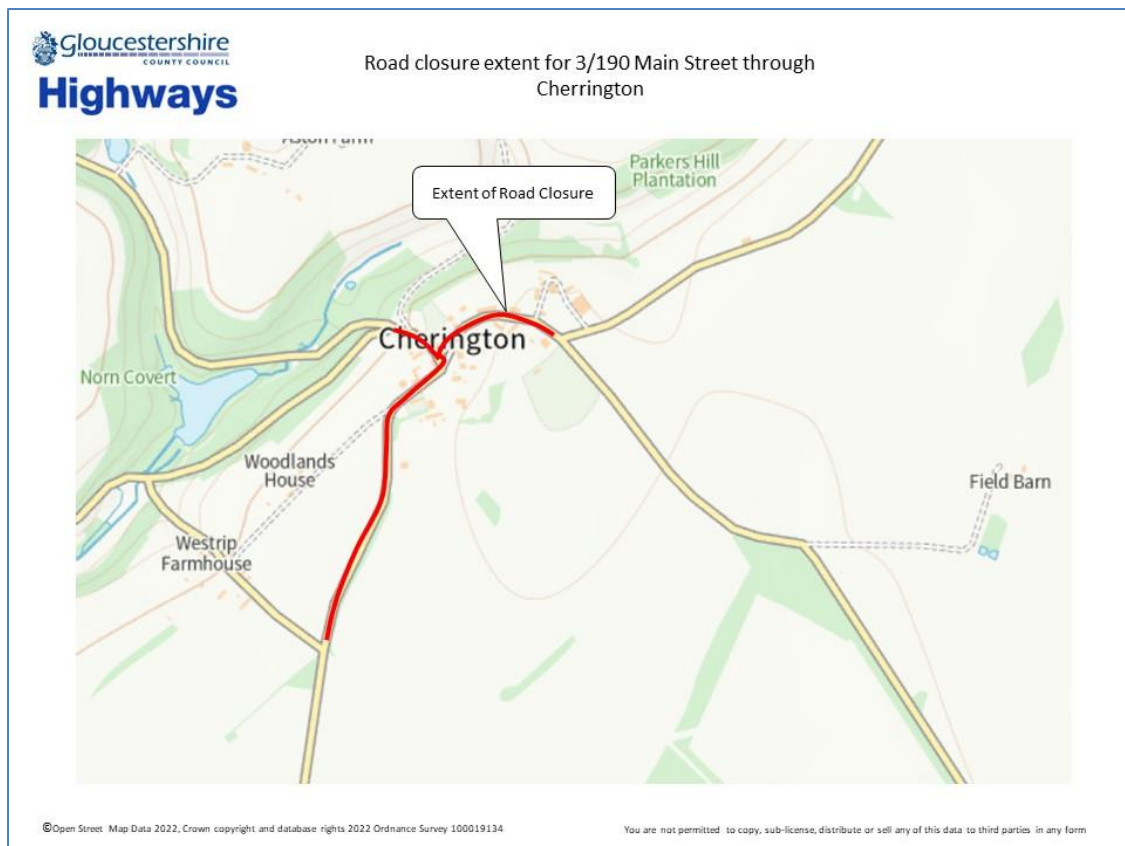 Gloucestershire
COUNTY COUNCIL
Highways
Road closure extent for 3/190 Main Street through
Cherrington
Aston Farm
Parkers Hill
Plantation
Extent of Road Closure
Cherington
Norn Covert
Woodlands
House
Field Barn
Westrip
Farmhouse
©Open Street Map Data 2022, Crown copyright and database rights 2022 Ordnance Survey 100019134
You are not permitted to copy, sub-license, distribute or sell any of this data to third parties in any form